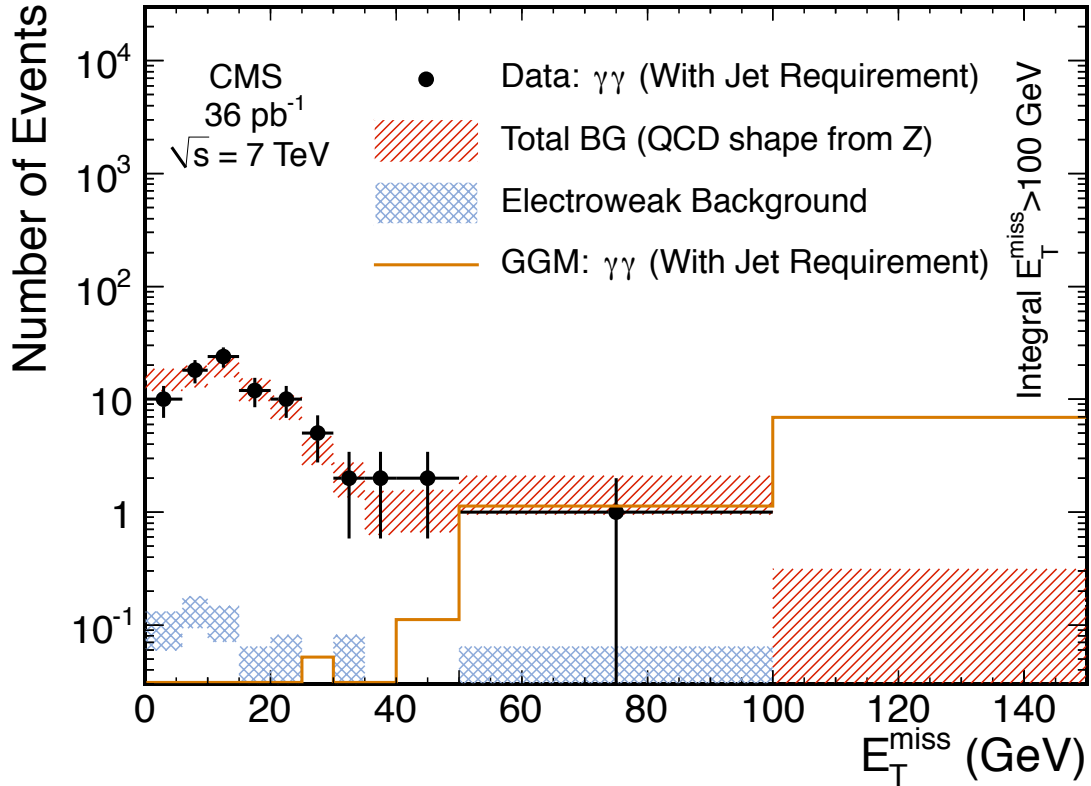 Number of Events
10⁴
10³
10²
10
1
10⁻¹
CMS
36 pb⁻¹
√s = 7 TeV
Data: γγ (With Jet Requirement)
Total BG (QCD shape from Z)
Electroweak Background
GGM: γγ (With Jet Requirement)
Integral E_T^miss>100 GeV
0 20 40 60 80 100 120 140
E_T^miss (GeV)